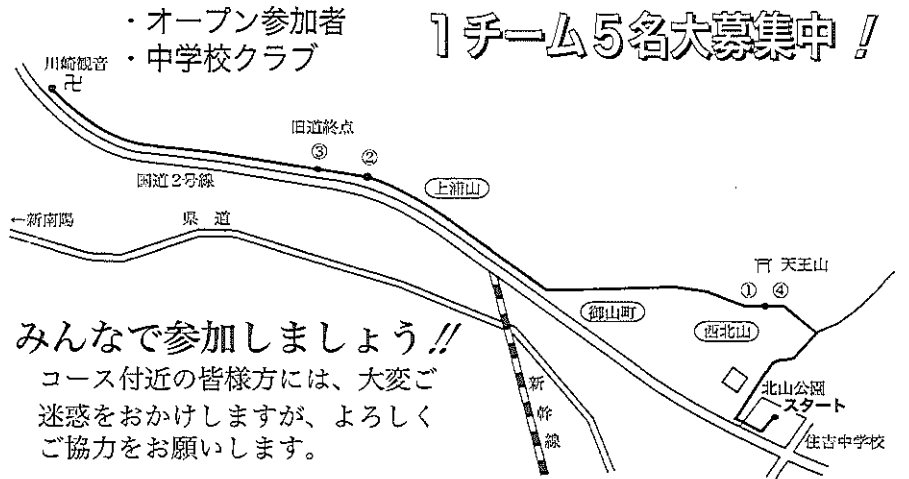 ・オープン参加者
・中学校クラブ
1チーム5名大募集中！
川崎観音
卍
旧道終点
③
②
国道2号線
上浦山
←新南陽
県道
天王山
①
④
御山町
西北山
みんなで参加しましょう!!
コース付近の皆様方には、大変ご
迷惑をおかけしますが、よろしく
ご協力をお願いします。
新幹線
北山公園
スタート
住吉中学校